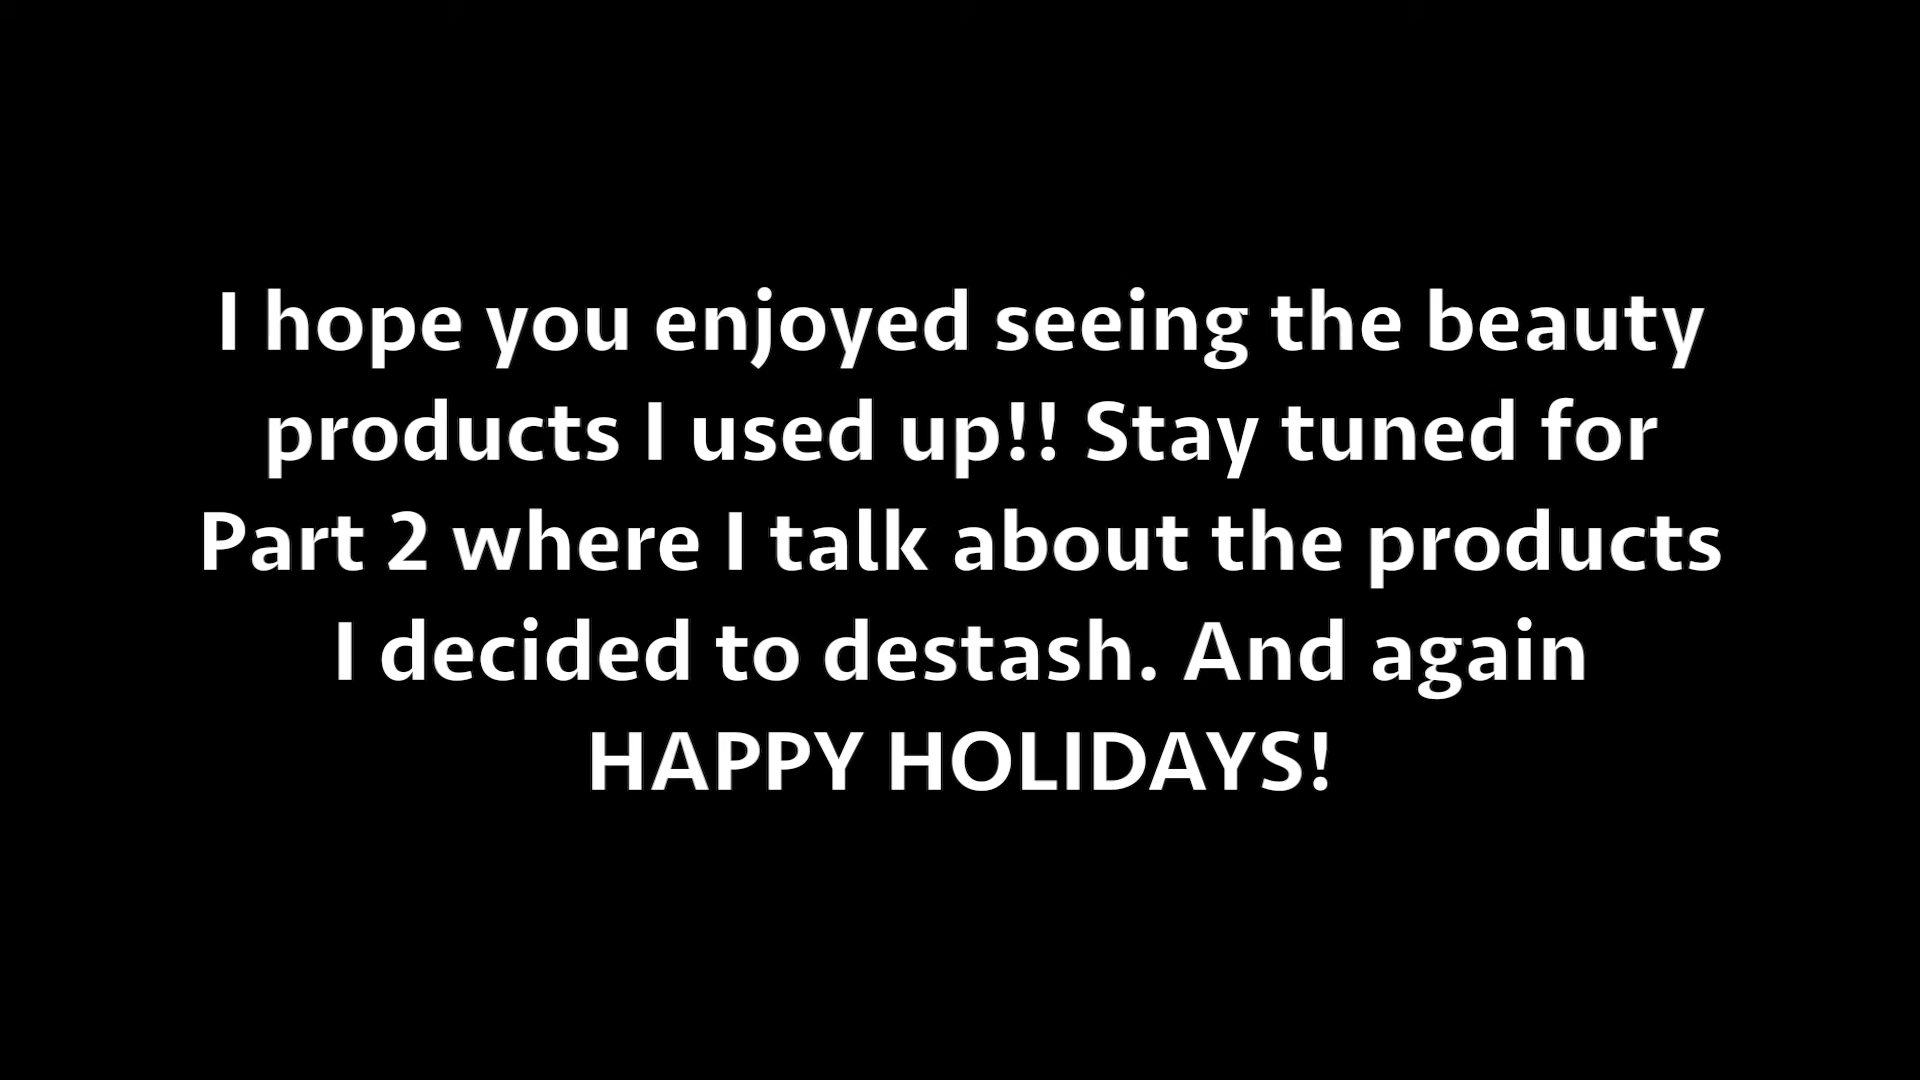 I hope you enjoyed seeing the beauty
products I used up!! Stay tuned for
Part 2 where I talk about the products
I decided to destash. And again
HAPPY HOLIDAYS!